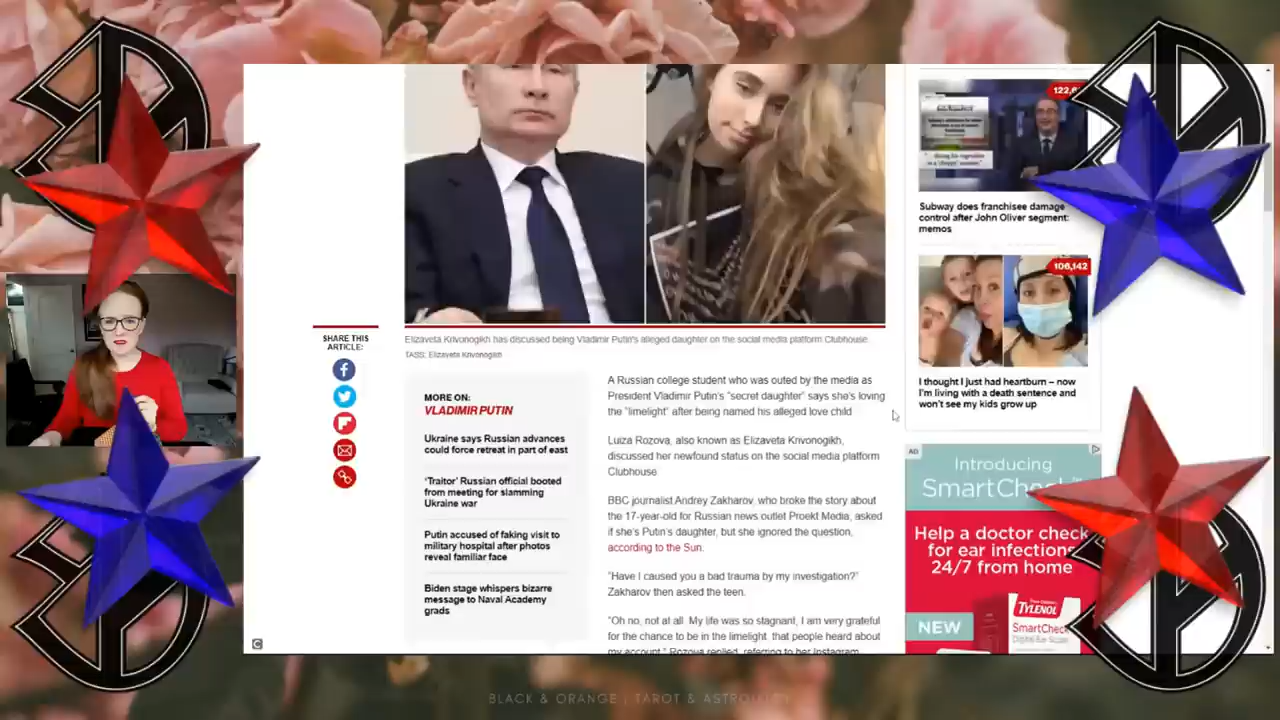 SHARE THIS
ARTICLE:
Elizaveta Krivonogikh has discussed being Vladimir Putin's alleged daughter on the social media platform Clubhouse.
TASS; Elizaveta Krivonogikh
MORE ON:
VLADIMIR PUTIN
Ukraine says Russian advances
could force retreat in part of east
'Traitor' Russian official booted
from meeting for slamming
Ukraine war
Putin accused of faking visit to
military hospital after photos
reveal familiar face
Biden stage whispers bizarre
message to Naval Academy
grads
A Russian college student who was outed by the media as
President Vladimir Putin's "secret daughter" says she's loving
the "limelight" after being named his alleged love child
Luiza Rozova, also known as Elizaveta Krivonogikh,
discussed her newfound status on the social media platform
Clubhouse.
BBC journalist Andrey Zakharov, who broke the story about
the 17-year-old for Russian news outlet Proekt Media, asked
if she's Putin's daughter, but she ignored the question,
according to the Sun.
"Have I caused you a bad trauma by my investigation?"
Zakharov then asked the teen.
"Oh no, not at all. My life was so stagnant, I am very grateful
for the chance to be in the limelight that people heard about
my account," Rozova replied, referring to her Instagram
Subway does franchisee damage
control after John Oliver segment:
memos
106,142
I thought I just had heartburn – now
I'm living with a death sentence and
won't see my kids grow up
AD
Introducing
Help a doctor check
for ear infections
24/7 from home
NEW
TYLENOL
SmartCheck
Digital Ear Scope
BLACK & ORANGE | TAROT & ASTROLOGY